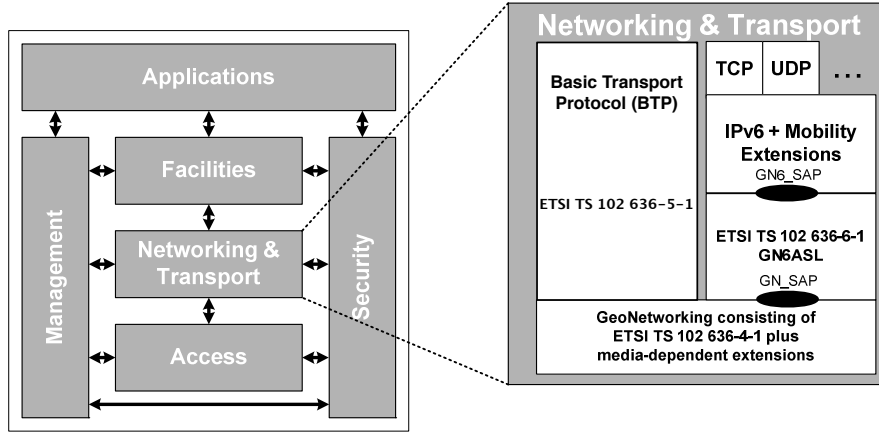 Applications
Management
Facilities
Networking &
Transport
Access
Security
Networking & Transport
Basic Transport
Protocol (BTP)
ETSI TS 102 636-5-1
TCP
UDP
...
IPv6 + Mobility
Extensions
GN6_SAP
ETSI TS 102 636-6-1
GN6ASL
GN_SAP
GeoNetworking consisting of
ETSI TS 102 636-4-1 plus
media-dependent extensions